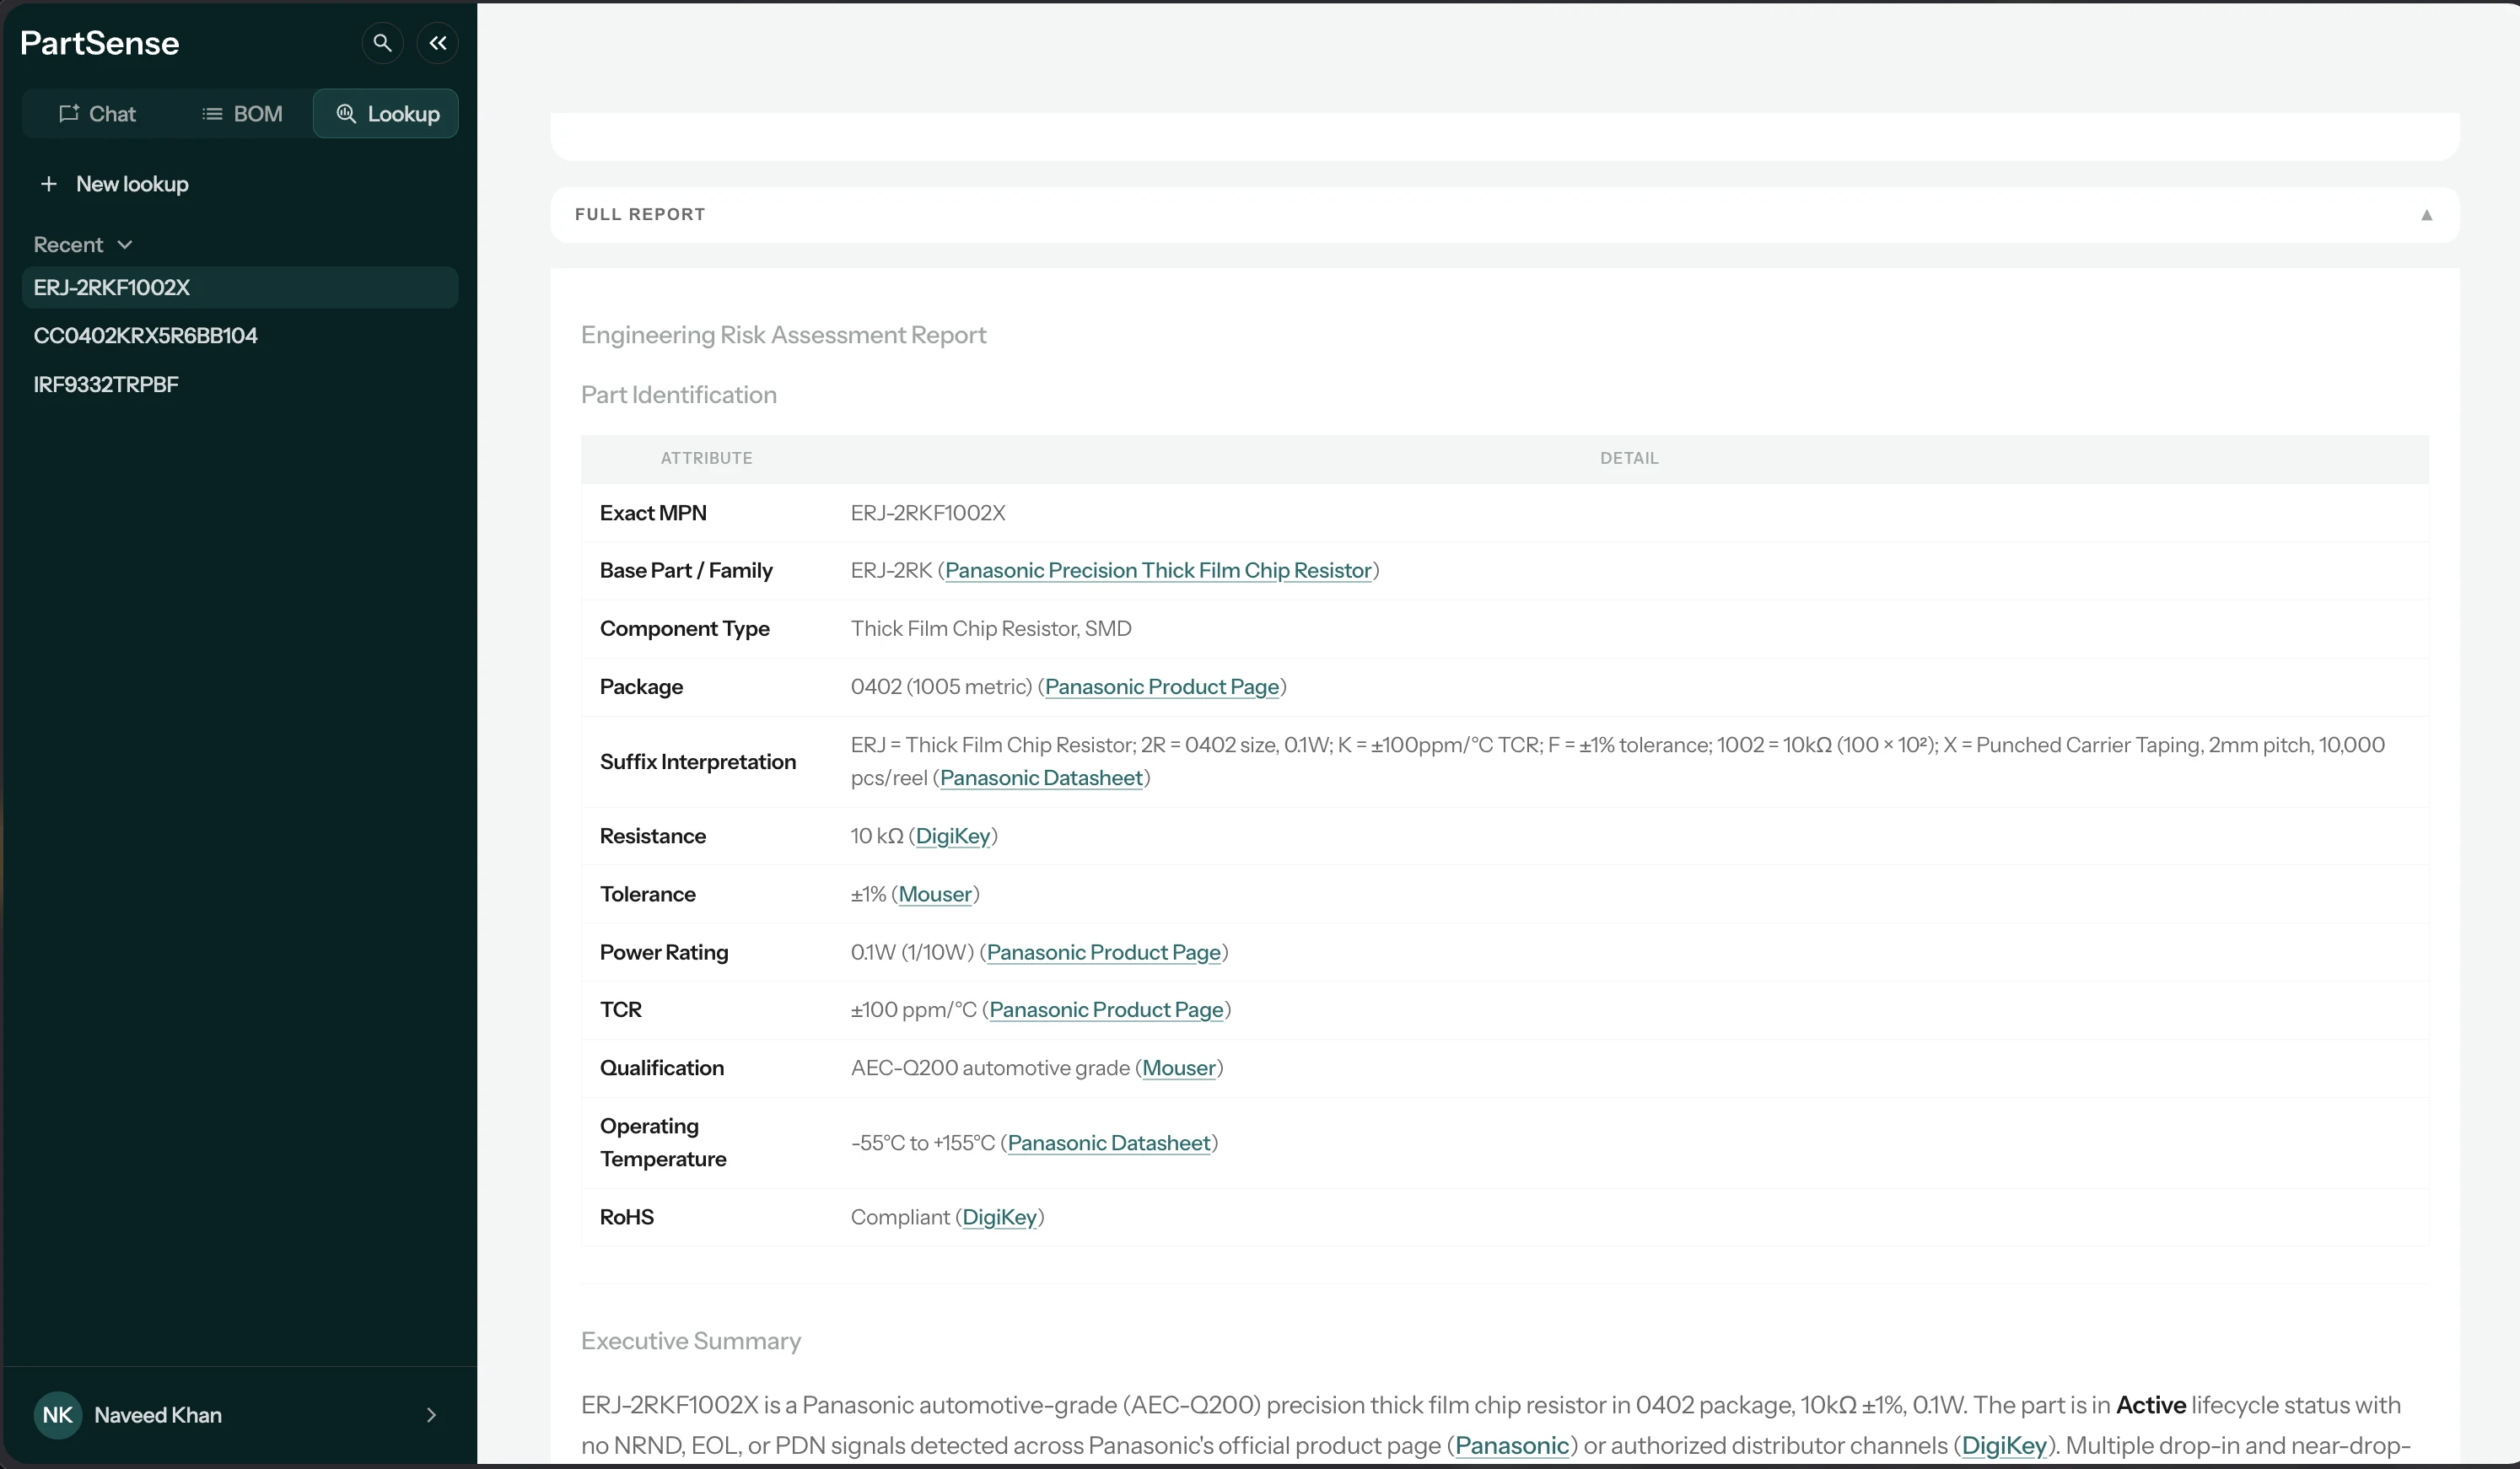 PartSense
Chat
BOM
Lookup
New lookup
Recent
ERJ-2RKF1002X
CC0402KRX5R6BB104
IRF9332TRPBF
NK
Naveed Khan
FULL REPORT
▲
Engineering Risk Assessment Report
Part Identification
ATTRIBUTE DETAIL
Exact MPN ERJ-2RKF1002X
Base Part / Family ERJ-2RK (Panasonic Precision Thick Film Chip Resistor)
Component Type Thick Film Chip Resistor, SMD
Package 0402 (1005 metric) (Panasonic Product Page)
Suffix Interpretation ERJ = Thick Film Chip Resistor; 2R = 0402 size, 0.1W; K = ±100ppm/°C TCR; F = ±1% tolerance; 1002 = 10kΩ (100 × 10²); X = Punched Carrier Taping, 2mm pitch, 10,000
pcs/reel (Panasonic Datasheet)
Resistance 10 kΩ (DigiKey)
Tolerance ±1% (Mouser)
Power Rating 0.1W (1/10W) (Panasonic Product Page)
TCR ±100 ppm/°C (Panasonic Product Page)
Qualification AEC-Q200 automotive grade (Mouser)
Operating
Temperature -55°C to +155°C (Panasonic Datasheet)
RoHS Compliant (DigiKey)
Executive Summary
ERJ-2RKF1002X is a Panasonic automotive-grade (AEC-Q200) precision thick film chip resistor in 0402 package, 10kΩ ±1%, 0.1W. The part is in Active lifecycle status with
no NRND, EOL, or PDN signals detected across Panasonic's official product page (Panasonic) or authorized distributor channels (DigiKey). Multiple drop-in and near-drop-